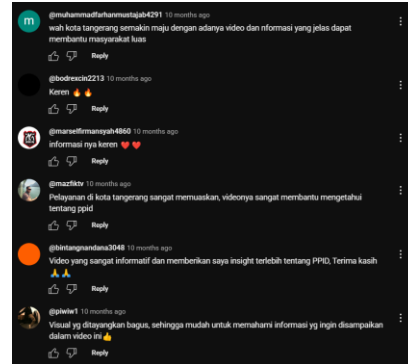 @muhammadfarhanmustajab4291 10 months ago
wah kota tangerang semakin maju dengan adanya video dan nformasi yang jelas dapat
membantu masyarakat luas
Reply
@bodrexcin2213 10 months ago
Keren 🔥🔥
Reply
@marselfirmansyah4860 10 months ago
informasi nya keren ❤️❤️
Reply
@mazfiktv 10 months ago
Pelayanan di kota tangerang sangat memuaskan, videonya sangat membantu mengetahui
tentang ppid
Reply
@bintangnandana3048 10 months ago
Video yang sangat informatif dan memberikan saya insight terlebih tentang PPID, Terima kasih
🙏🙏
Reply
@piwiw1 10 months ago
Visual yg ditayangkan bagus, sehingga mudah untuk memahami informasi yg ingin disampaikan
dalam video ini👍
Reply